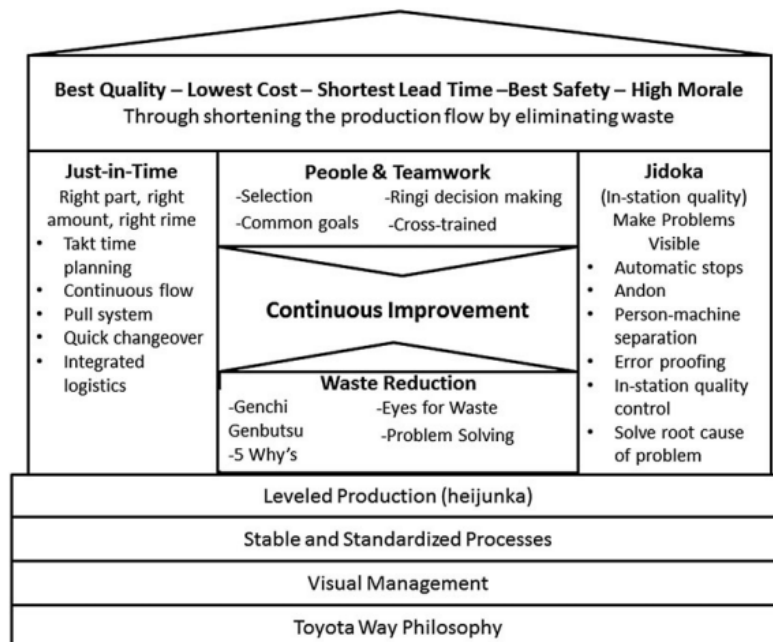 Best Quality – Lowest Cost – Shortest Lead Time –Best Safety – High Morale
Through shortening the production flow by eliminating waste
Just-in-Time
Right part, right
amount, right rime
• Takt time
planning
• Continuous flow
• Pull system
• Quick changeover
• Integrated
logistics
People & Teamwork
-Selection
-Common goals
-Ringi decision making
-Cross-trained
Continuous Improvement
Waste Reduction
-Genchi
Genbutsu
-5 Why's
-Eyes for Waste
-Problem Solving
Jidoka
(In-station quality)
Make Problems
Visible
• Automatic stops
• Andon
• Person-machine
separation
• Error proofing
• In-station quality
control
• Solve root cause
of problem
Leveled Production (heijunka)
Stable and Standardized Processes
Visual Management
Toyota Way Philosophy